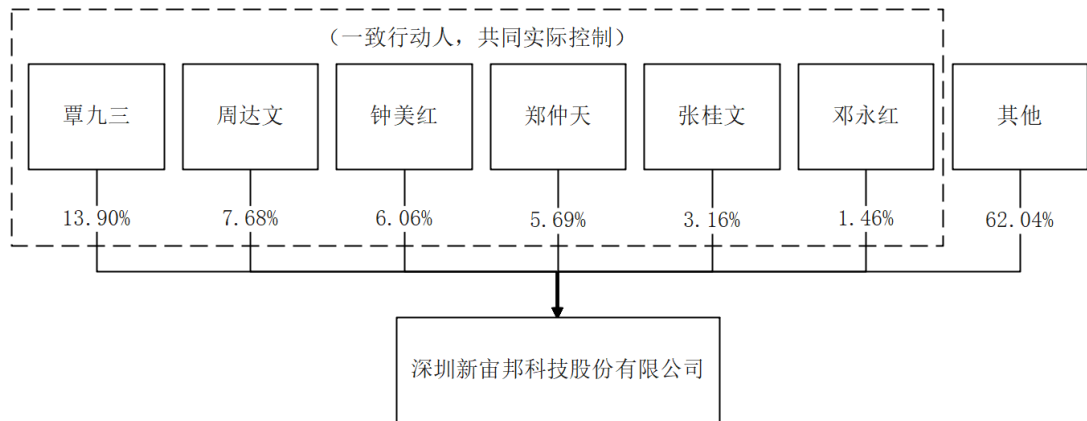 （一致行动人，共同实际控制）
覃九三
周达文
钟美红
郑仲天
张桂文
邓永红
其他
13.90%
7.68%
6.06%
5.69%
3.16%
1.46%
62.04%
深圳新宙邦科技股份有限公司